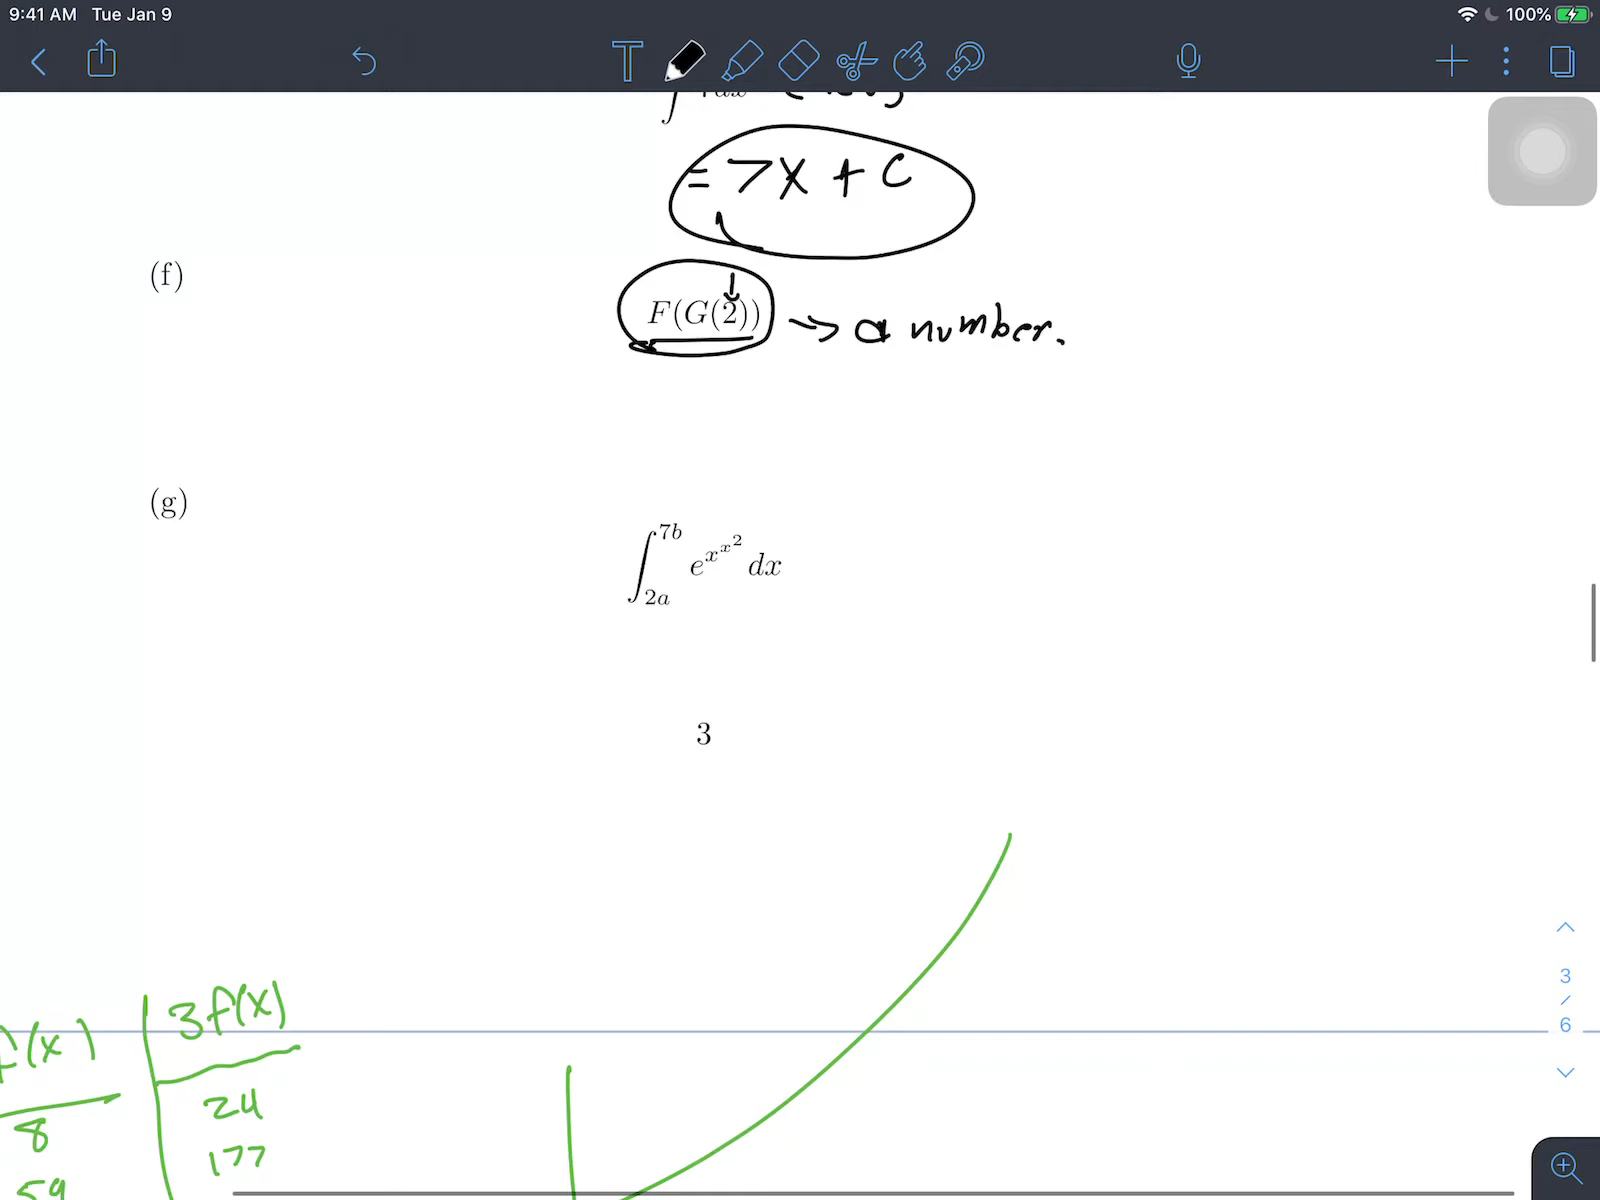 9:41 AM Tue Jan 9
100%
T
= 7x + C
(f)
F(G(2)) → a number.
(g)
∫_{2a}^{7b} e^{x^{x^2}} dx
3
3
/
6
f(x) 3f(x)
8 24
59 177